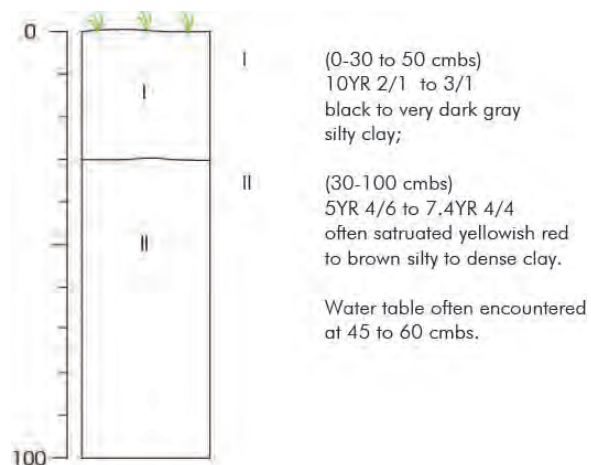 0
I
I
(0-30 to 50 cmbs)
10YR 2/1 to 3/1
black to very dark gray
silty clay;
II
(30-100 cmbs)
5YR 4/6 to 7.4YR 4/4
often satruated yellowish red
to brown silty to dense clay.
II
Water table often encountered
at 45 to 60 cmbs.
100